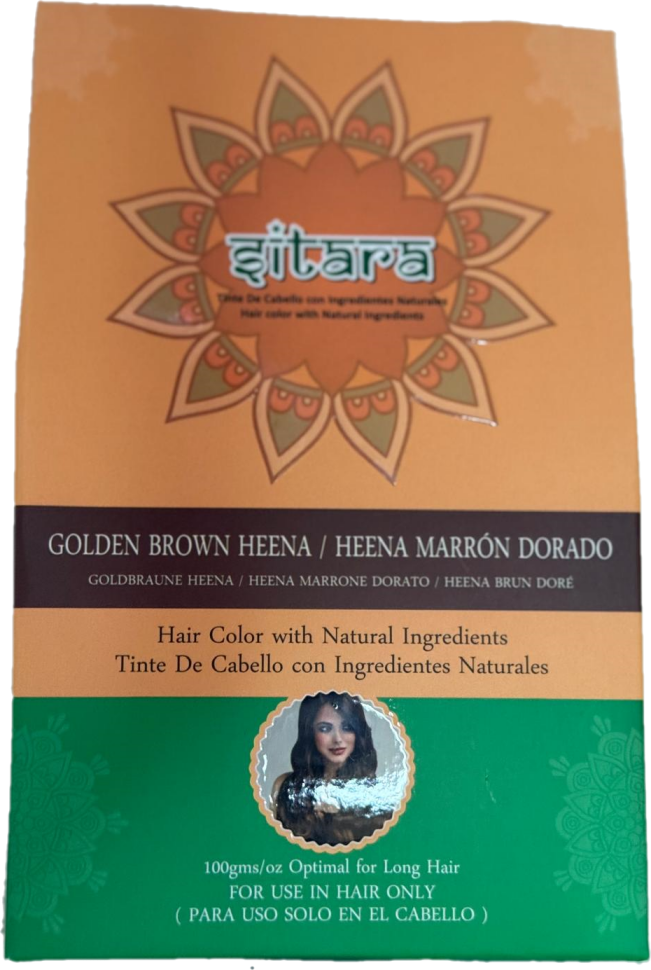 sitara
Tinte De Cabello con Ingredientes Naturales
Hair color with Natural Ingredients
GOLDEN BROWN HEENA / HEENA MARRÓN DORADO
GOLDBRAUNE HEENA / HEENA MARRONE DORATO / HEENA BRUN DORÉ
Hair Color with Natural Ingredients
Tinte De Cabello con Ingredientes Naturales
100gms/oz Optimal for Long Hair
FOR USE IN HAIR ONLY
( PARA USO SOLO EN EL CABELLO )